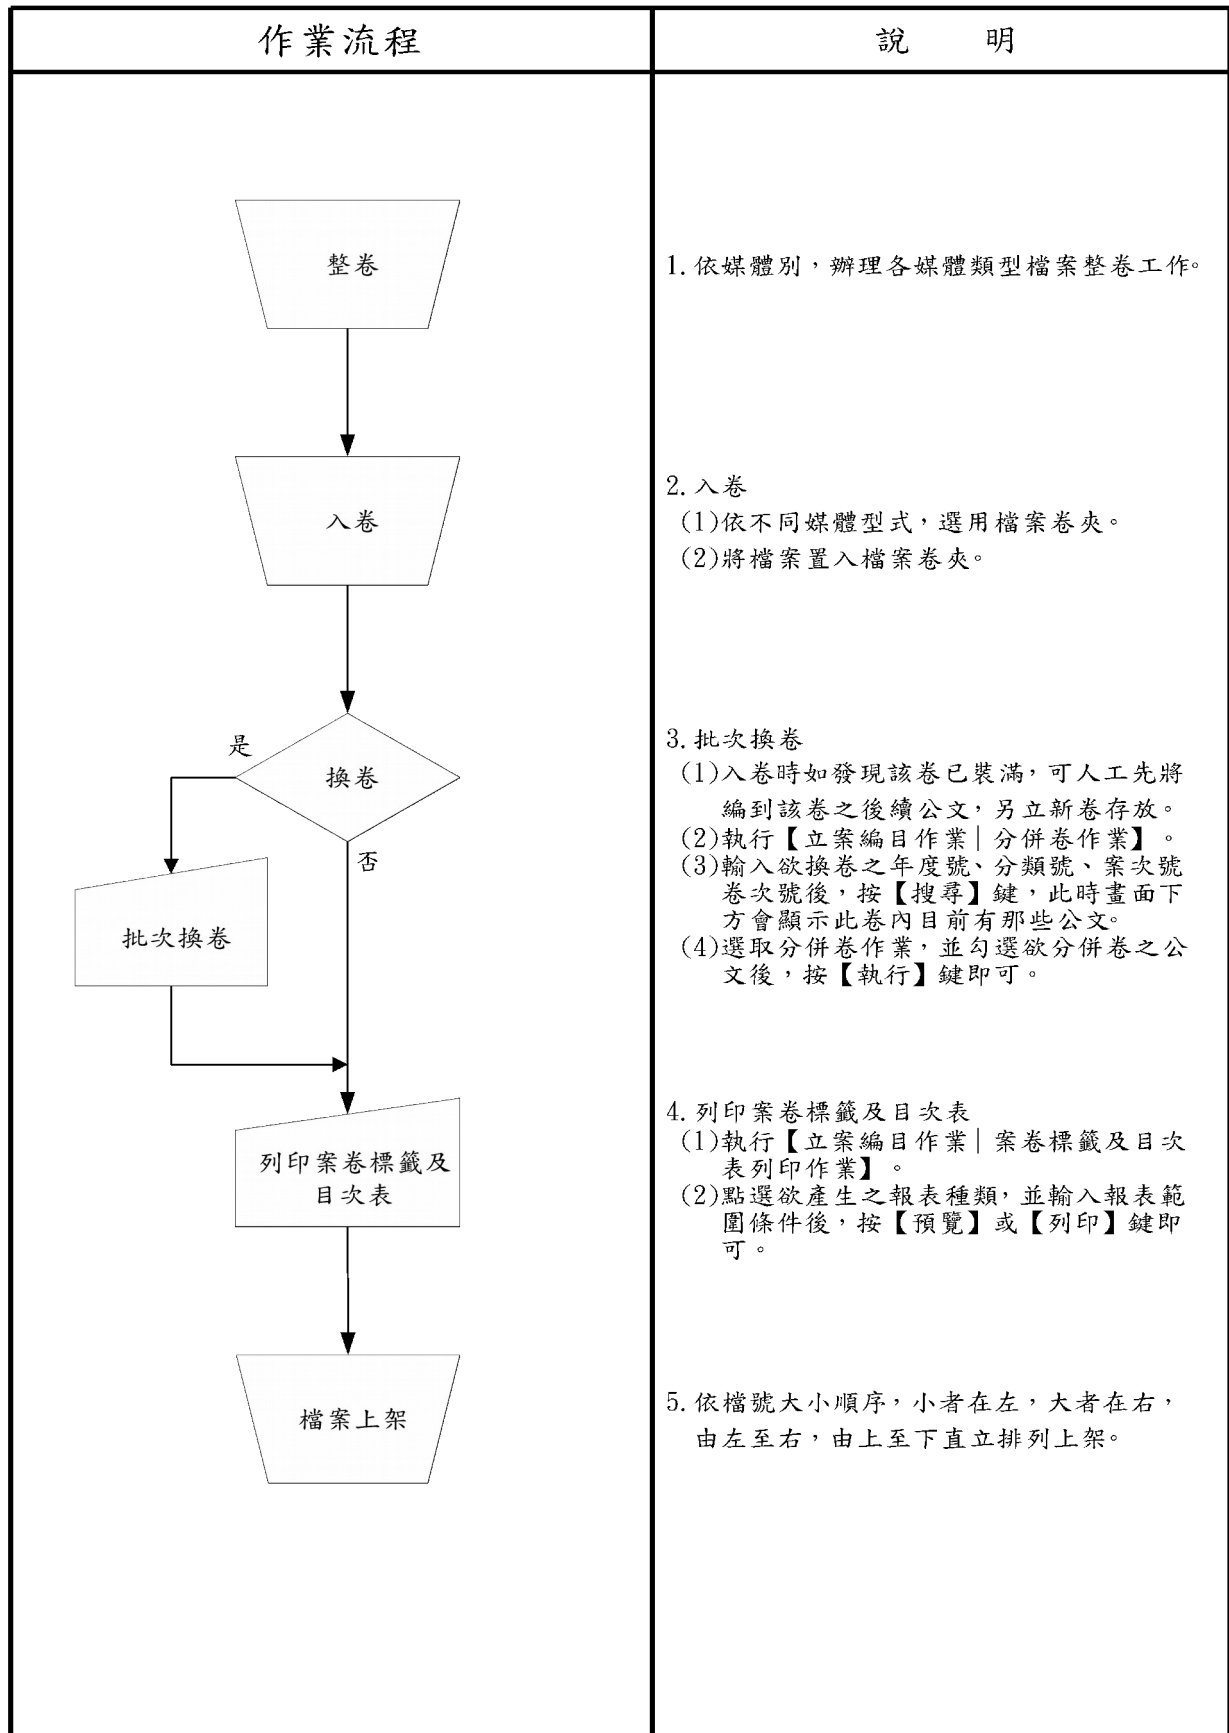 作業流程
說 明
整卷
1.依媒體別，辦理各媒體類型檔案整卷工作。
入卷
2.入卷
(1)依不同媒體型式，選用檔案卷夾。
(2)將檔案置入檔案卷夾。
是
換卷
否
批次換卷
3.批次換卷
(1)入卷時如發現該卷已裝滿，可人工先將
編到該卷之後續公文，另立新卷存放。
(2)執行【立案編目作業│分併卷作業】。
(3)輸入欲換卷之年度號、分類號、案次號
卷次號後，按【搜尋】鍵，此時畫面下
方會顯示此卷內目前有那些公文。
(4)選取分併卷作業，並勾選欲分併卷之公
文後，按【執行】鍵即可。
列印案卷標籤及
目次表
4.列印案卷標籤及目次表
(1)執行【立案編目作業│案卷標籤及目次
表列印作業】。
(2)點選欲產生之報表種類，並輸入報表範
圍條件後，按【預覽】或【列印】鍵即
可。
檔案上架
5.依檔號大小順序，小者在左，大者在右，
由左至右，由上至下直立排列上架。